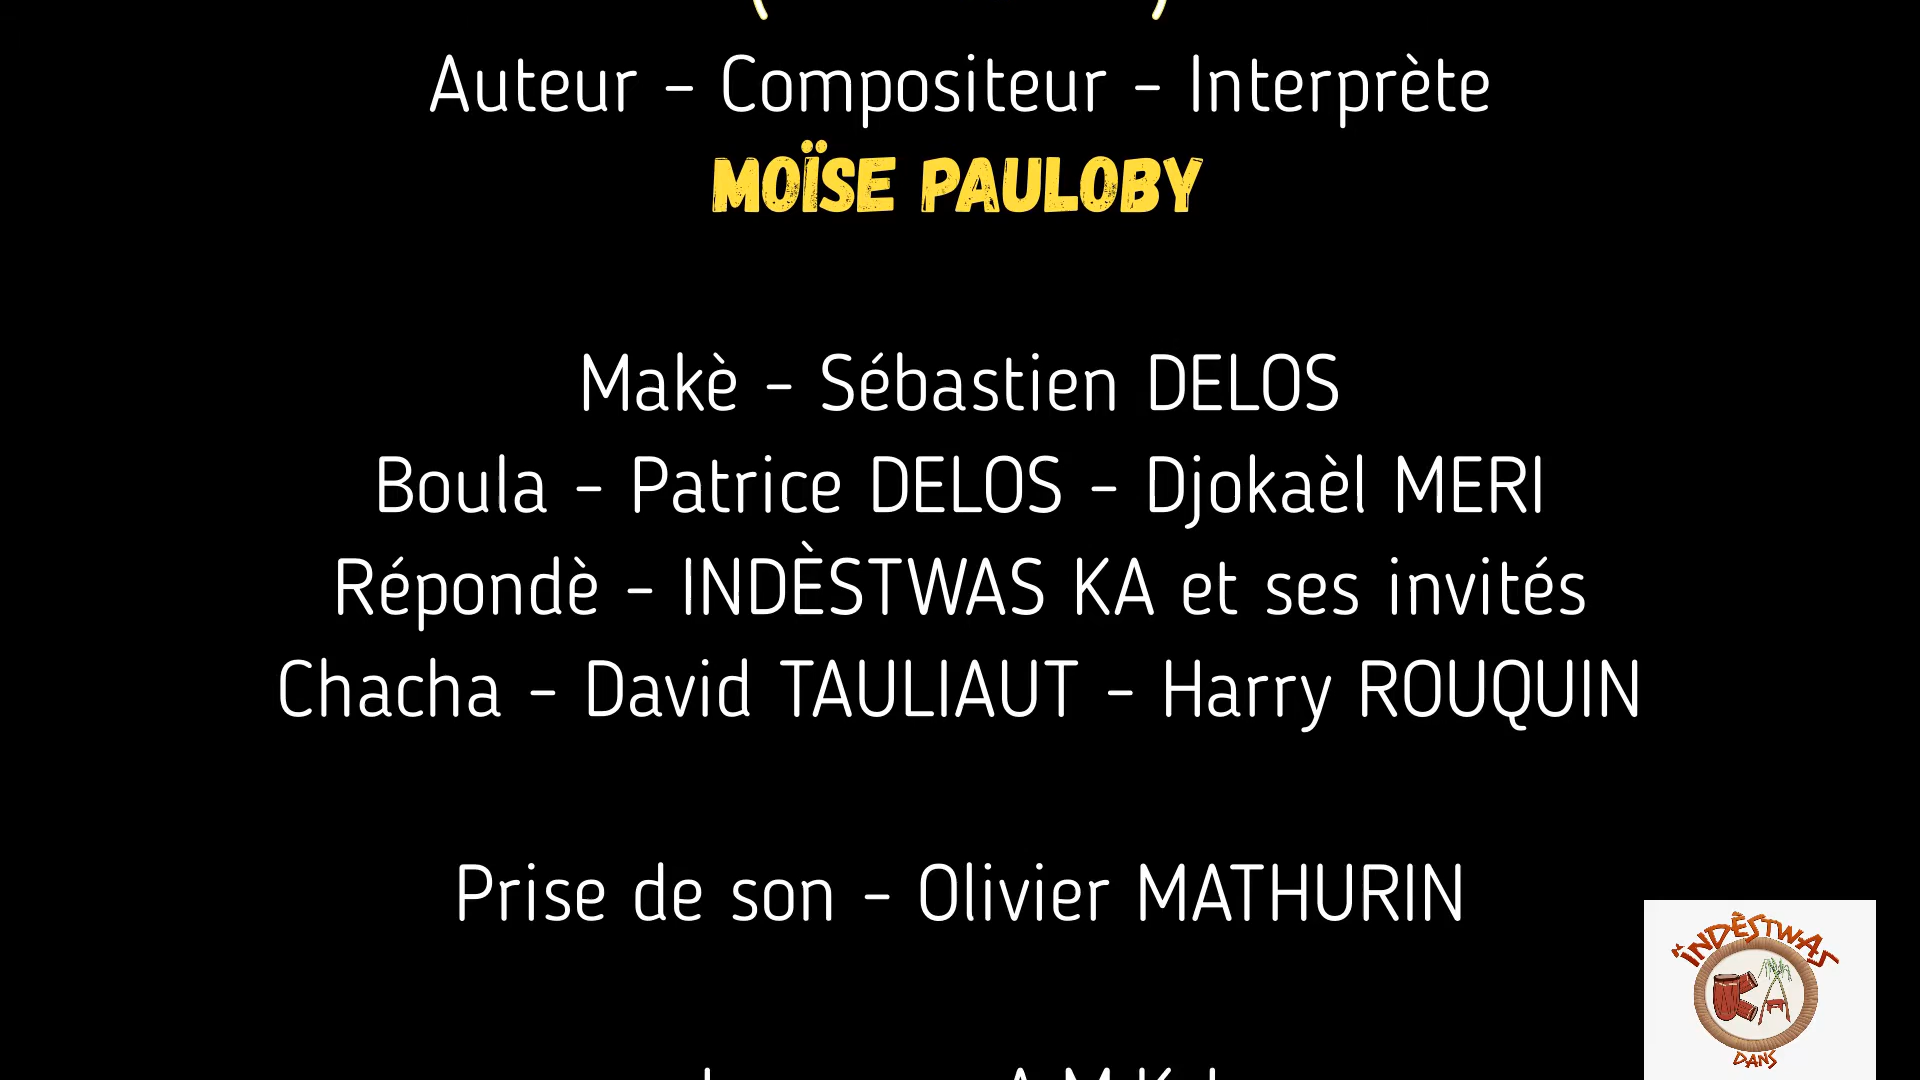 Auteur - Compositeur - Interprète
MOÏSE PAULOBY
Makè - Sébastien DELOS
Boula - Patrice DELOS - Djokaèl MERI
Répondè - INDÈSTWAS KA et ses invités
Chacha - David TAULIAUT - Harry ROUQUIN
Prise de son - Olivier MATHURIN
INDÈSTWAS
KA
DANS